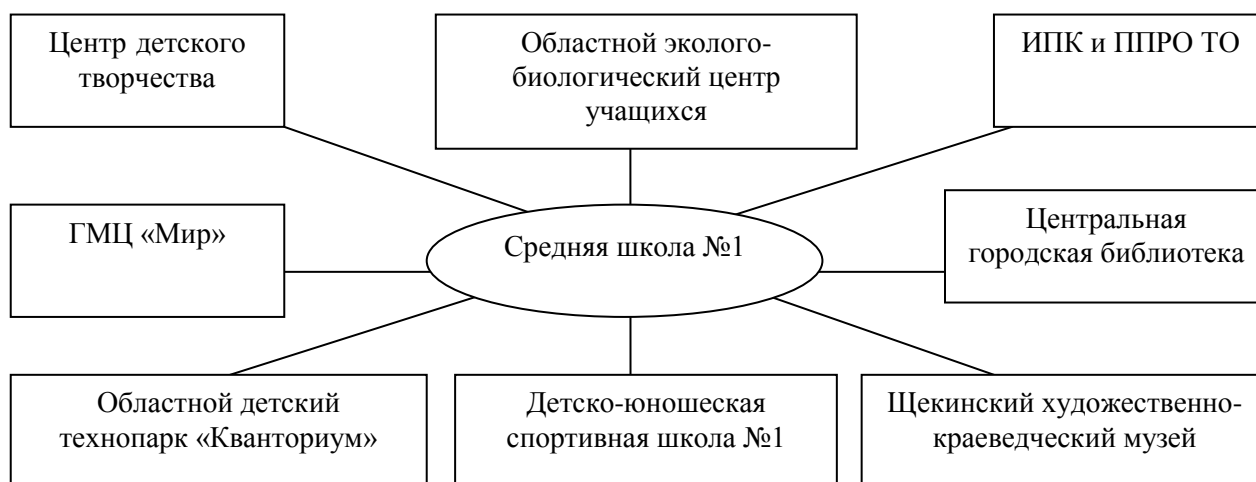 Центр детского
творчества
Областной эколого-
биологический центр
учащихся
ИПК и ППРО ТО
ГМЦ «Мир»
Средняя школа №1
Центральная
городская библиотека
Областной детский
технопарк «Кванториум»
Детско-юношеская
спортивная школа №1
Щекинский художественно-
краеведческий музей